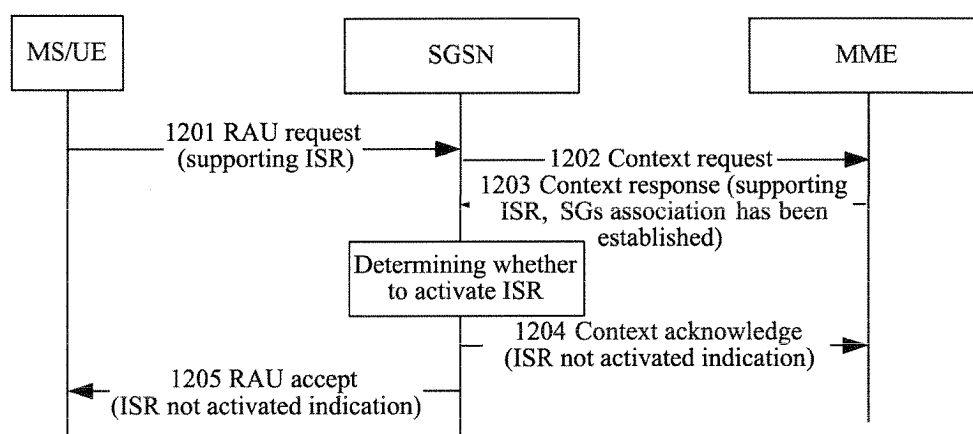 MS/UE
SGSN
MME
1201 RAU request
(supporting ISR)
1202 Context request
1203 Context response (supporting
ISR, SGs association has been
established)
Determining whether
to activate ISR
1204 Context acknowledge
(ISR not activated indication)
1205 RAU accept
(ISR not activated indication)